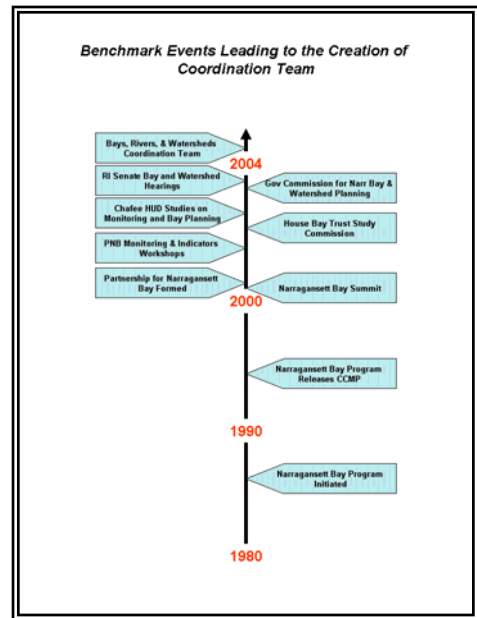 Benchmark Events Leading to the Creation of
Coordination Team
Bays, Rivers, & Watersheds
Coordination Team
2004
RI Senate Bay and Watershed
Hearings
Gov Commission for Narr Bay &
Watershed Planning
Chafee HUD Studies on
Monitoring and Bay Planning
House Bay Trust Study
Commission
PNB Monitoring & Indicators
Workshops
Partnership for Narragansett
Bay Formed
Narragansett Bay Summit
2000
Narragansett Bay Program
Releases CCMP
1990
Narragansett Bay Program
Initiated
1980